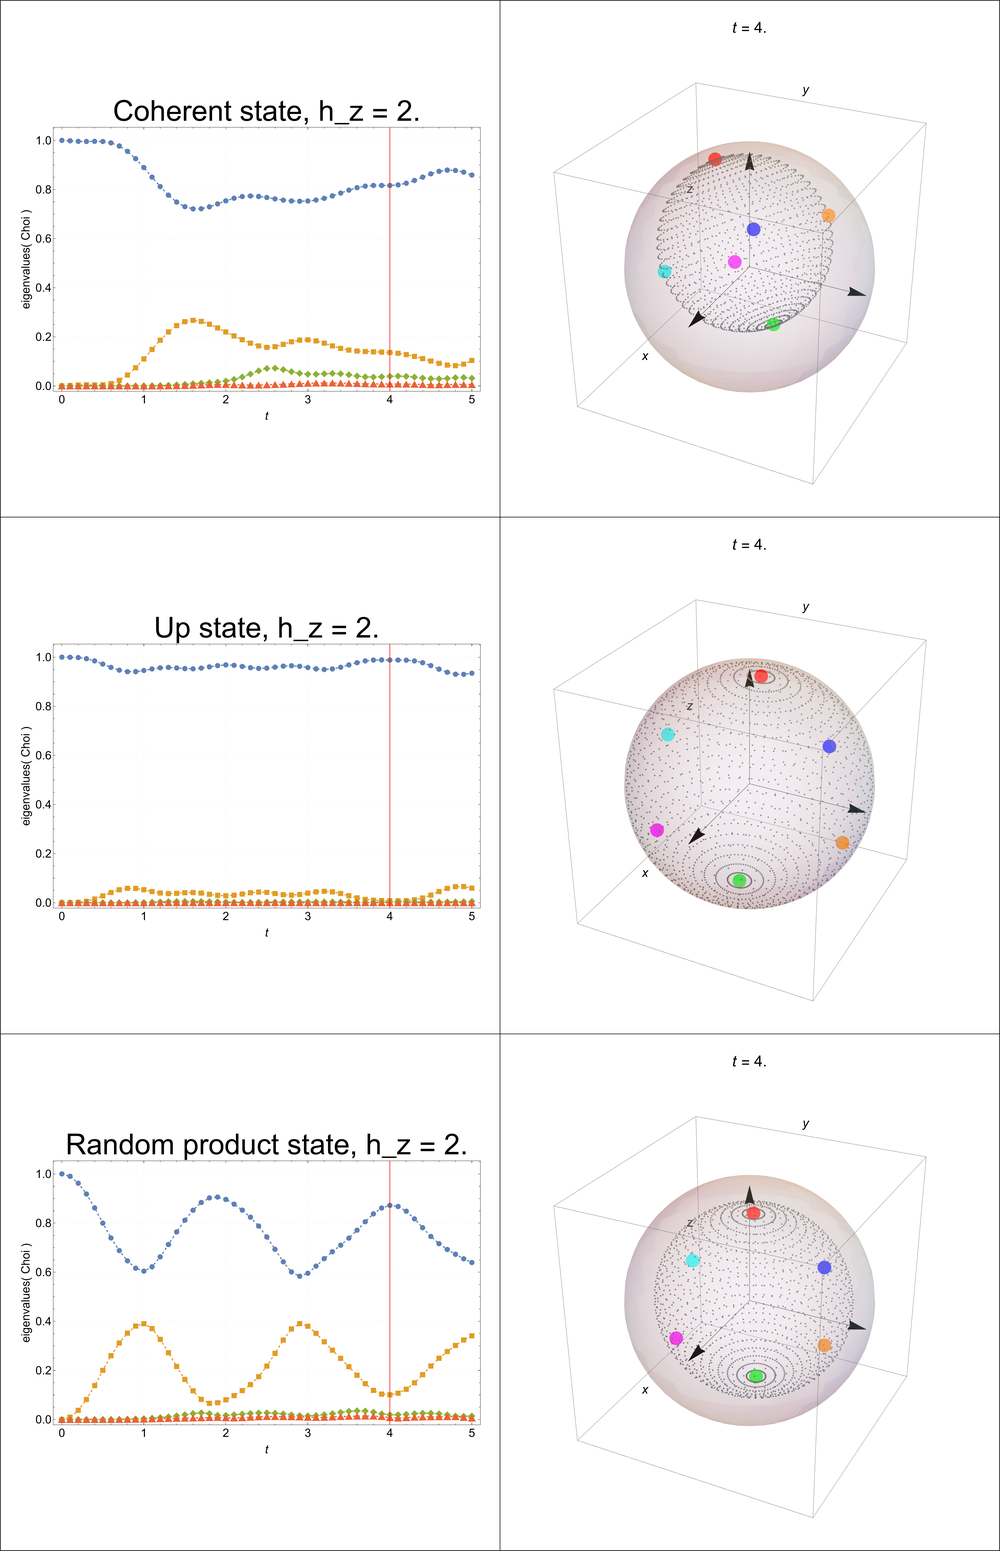 Coherent state, h_z = 2.
eigenvalues( Choi )
1.0
0.8
0.6
0.4
0.2
0.0
0 1 2 3 4 5
t
t = 4.
y
z
x
Up state, h_z = 2.
eigenvalues( Choi )
1.0
0.8
0.6
0.4
0.2
0.0
0 1 2 3 4 5
t
t = 4.
y
z
x
Random product state, h_z = 2.
eigenvalues( Choi )
1.0
0.8
0.6
0.4
0.2
0.0
0 1 2 3 4 5
t
t = 4.
y
z
x